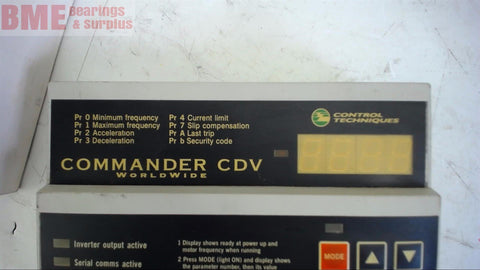 BME Bearings
& Surplus
Pr 0 Minimum frequency
Pr 1 Maximum frequency
Pr 2 Acceleration
Pr 3 Deceleration
Pr 4 Current limit
Pr 7 Slip compensation
Pr A Last trip
Pr b Security code
CONTROL
TECHNIQUES
COMMANDER CDV
WORLDWIDE
Inverter output active
Serial comms active
1 Display shows ready at power up and
motor frequency when running
2 Press MODE (light ON) and display shows
the parameter number, then its value
MODE